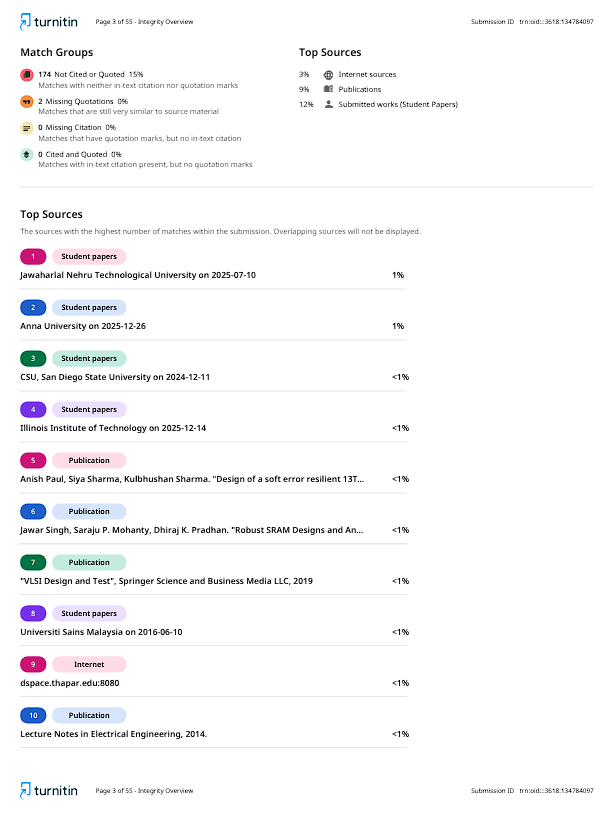 turnitin Page 3 of 55 - Integrity Overview Submission ID trn:oid:::3618:134784097
Match Groups
174 Not Cited or Quoted 15%
Matches with neither in-text citation nor quotation marks
2 Missing Quotations 0%
Matches that are still very similar to source material
0 Missing Citation 0%
Matches that have quotation marks, but no in-text citation
0 Cited and Quoted 0%
Matches with in-text citation present, but no quotation marks
Top Sources
3% Internet sources
9% Publications
12% Submitted works (Student Papers)
Top Sources
The sources with the highest number of matches within the submission. Overlapping sources will not be displayed.
1 Student papers
Jawaharlal Nehru Technological University on 2025-07-10 1%
2 Student papers
Anna University on 2025-12-26 1%
3 Student papers
CSU, San Diego State University on 2024-12-11 <1%
4 Student papers
Illinois Institute of Technology on 2025-12-14 <1%
5 Publication
Anish Paul, Siya Sharma, Kulbhushan Sharma. "Design of a soft error resilient 13T... <1%
6 Publication
Jawar Singh, Saraju P. Mohanty, Dhiraj K. Pradhan. "Robust SRAM Designs and An... <1%
7 Publication
"VLSI Design and Test", Springer Science and Business Media LLC, 2019 <1%
8 Student papers
Universiti Sains Malaysia on 2016-06-10 <1%
9 Internet
dspace.thapar.edu:8080 <1%
10 Publication
Lecture Notes in Electrical Engineering, 2014. <1%
turnitin Page 3 of 55 - Integrity Overview Submission ID trn:oid:::3618:134784097